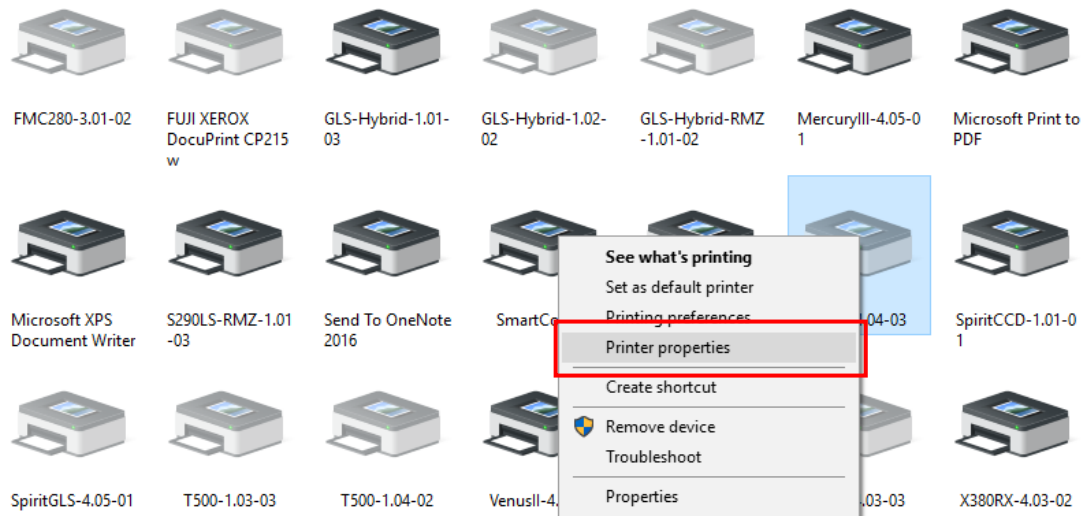 FMC280-3.01-02
FUJI XEROX
DocuPrint CP215
w
GLS-Hybrid-1.01-
03
GLS-Hybrid-1.02-
02
GLS-Hybrid-RMZ
-1.01-02
MercuryIII-4.05-0
1
Microsoft Print to
PDF
Microsoft XPS
Document Writer
S290LS-RMZ-1.01
-03
Send To OneNote
2016
SmartCo
.04-03
SpiritCCD-1.01-0
1
See what's printing
Set as default printer
Printing preferences
Printer properties
Create shortcut
Remove device
Troubleshoot
Properties
SpiritGLS-4.05-01
T500-1.03-03
T500-1.04-02
VenusII-4.
.03-03
X380RX-4.03-02